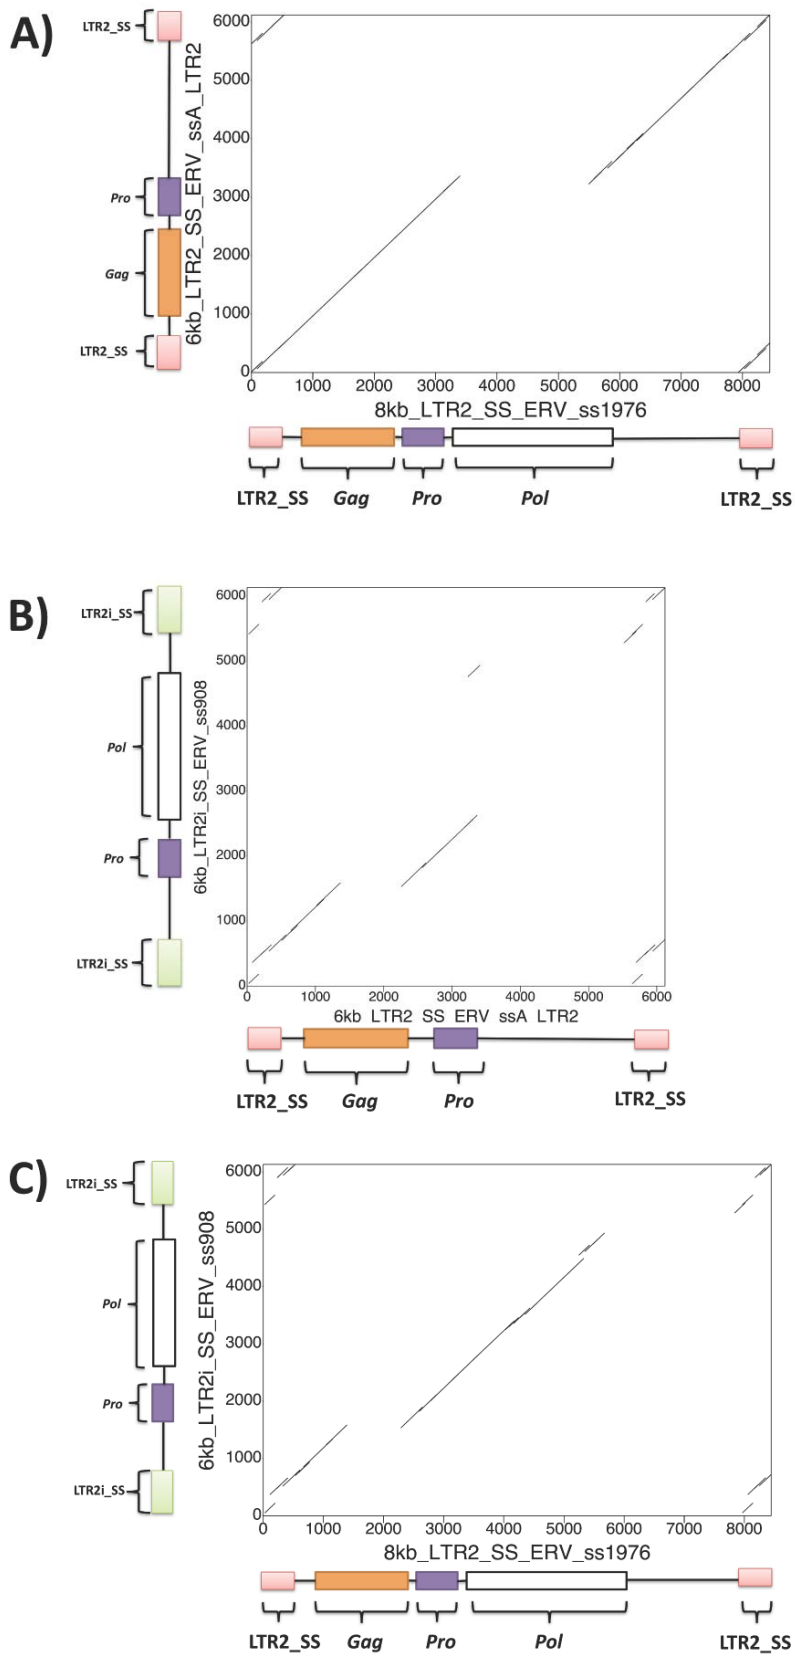 A)
LTR2_SS
Pro
Gag
LTR2_SS
6kb_LTR2_SS_ERV_ssA_LTR2
6000
5000
4000
3000
2000
1000
0
0 1000 2000 3000 4000 5000 6000 7000 8000
8kb_LTR2_SS_ERV_ss1976
LTR2_SS Gag Pro Pol LTR2_SS
B)
LTR2i_SS
Pol
Pro
LTR2i_SS
6kb_LTR2i_SS_ERV_ss908
6000
5000
4000
3000
2000
1000
0
0 1000 2000 3000 4000 5000 6000
6kb LTR2 SS ERV ssA LTR2
LTR2_SS Gag Pro LTR2_SS
C)
LTR2i_SS
Pol
Pro
LTR2i_SS
6kb_LTR2i_SS_ERV_ss908
6000
5000
4000
3000
2000
1000
0
0 1000 2000 3000 4000 5000 6000 7000 8000
8kb_LTR2_SS_ERV_ss1976
LTR2_SS Gag Pro Pol LTR2_SS